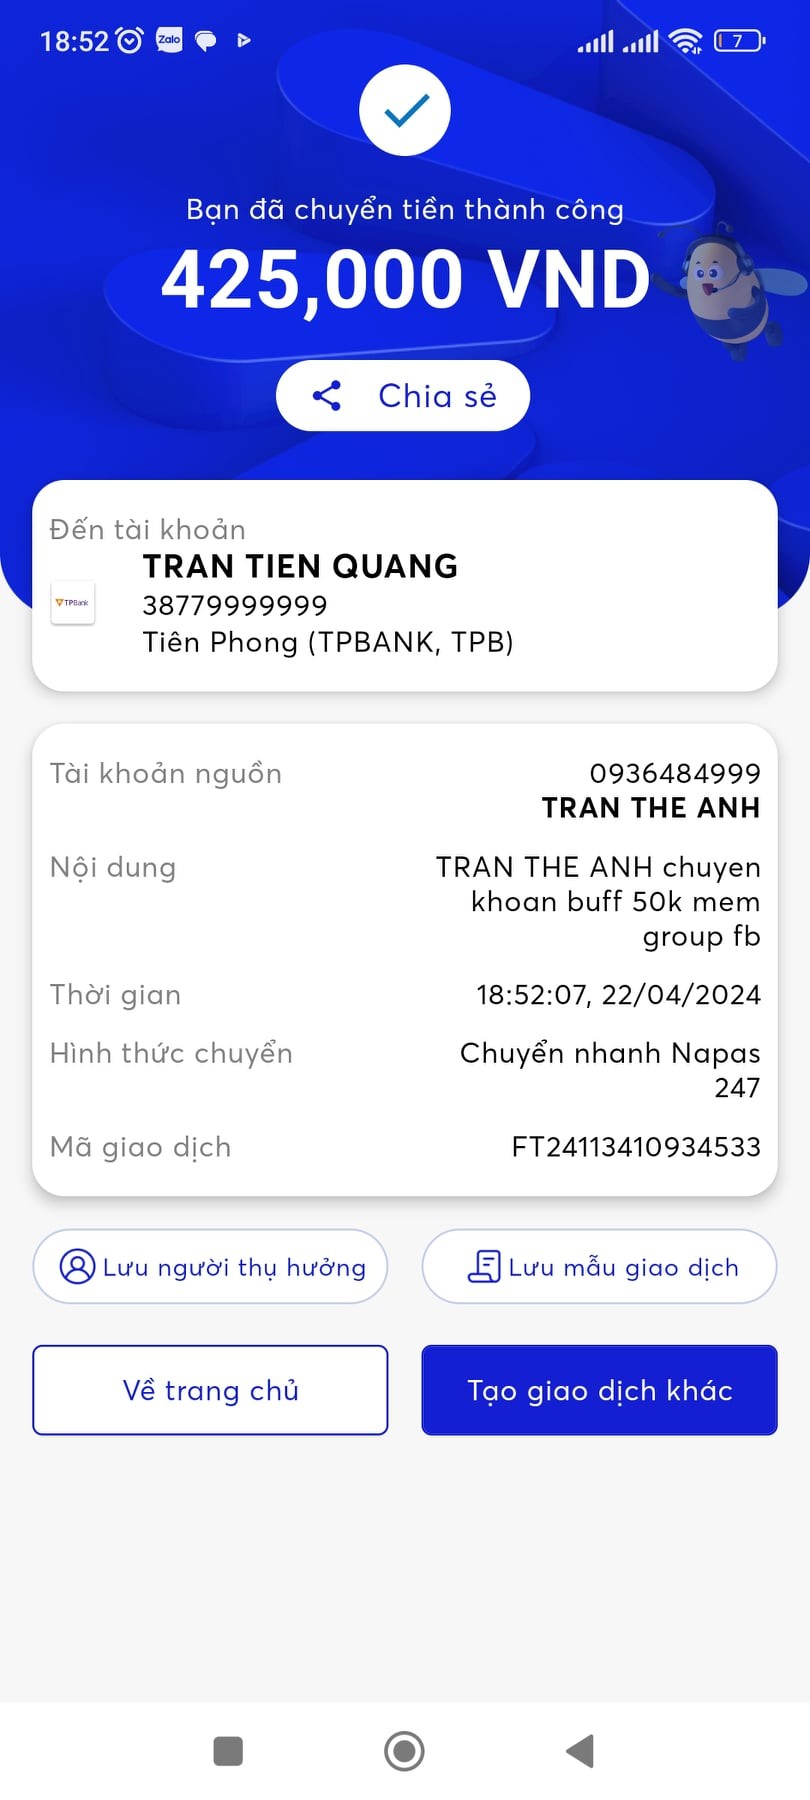 18:52 Zalo 7
Bạn đã chuyển tiền thành công
425,000 VND
Chia sẻ
Đến tài khoản
TRAN TIEN QUANG
TPBank
38779999999
Tiên Phong (TPBANK, TPB)
Tài khoản nguồn 0936484999
TRAN THE ANH
Nội dung TRAN THE ANH chuyen
khoan buff 50k mem
group fb
Thời gian 18:52:07, 22/04/2024
Hình thức chuyển Chuyển nhanh Napas
247
Mã giao dịch FT24113410934533
Lưu người thụ hưởng Lưu mẫu giao dịch
Về trang chủ Tạo giao dịch khác